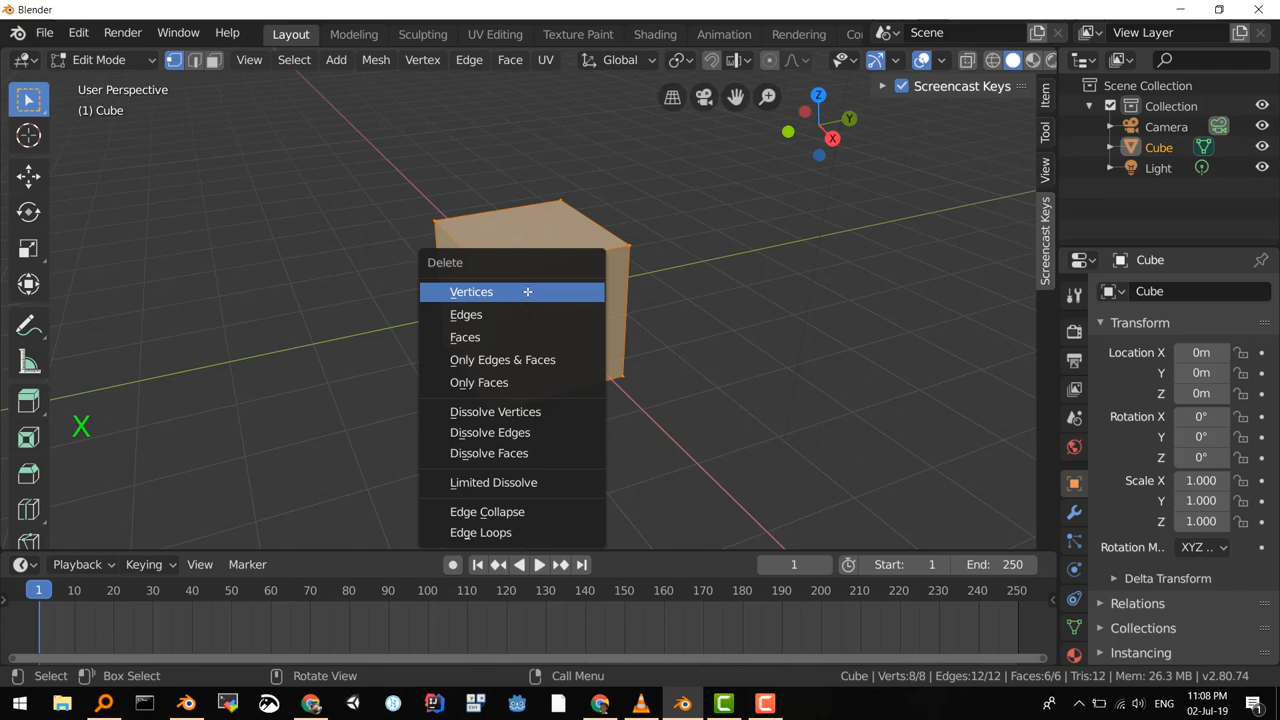 Blender
File Edit Render Window Help Layout Modeling Sculpting UV Editing Texture Paint Shading Animation Rendering Co Scene View Layer
Edit Mode View Select Add Mesh Vertex Edge Face UV Global
User Perspective
(1) Cube
Screencast Keys
Z
Y
X
Item
Tool
View
Screencast Keys
Scene Collection
Collection
Camera
Cube
Light
Delete
Vertices
Edges
Faces
Only Edges & Faces
Only Faces
Dissolve Vertices
Dissolve Edges
Dissolve Faces
Limited Dissolve
Edge Collapse
Edge Loops
X
Cube
Cube
Transform
Location X 0m
Y 0m
Z 0m
Rotation X 0°
Y 0°
Z 0°
Scale X 1.000
Y 1.000
Z 1.000
Rotation M.. XYZ ..
Delta Transform
Relations
Collections
Instancing
Playback Keying View Marker 1 Start: 1 End: 250
1 10 20 30 40 50 60 70 80 90 100 110 120 130 140 150 160 170 180 190 200 210 220 230 240 250
Select Box Select Rotate View Call Menu Cube | Verts:8/8 | Edges:12/12 | Faces:6/6 | Tris:12 | Mem: 26.3 MB | v2.80.74
ENG
11:08 PM
02-Jul-19